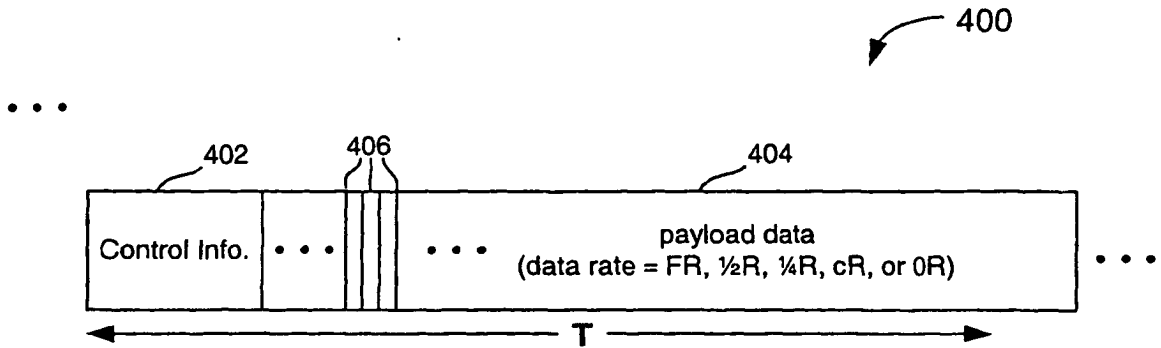 400
402
406
404
Control Info.
payload data
(data rate = FR, ½R, ¼R, cR, or 0R)
T